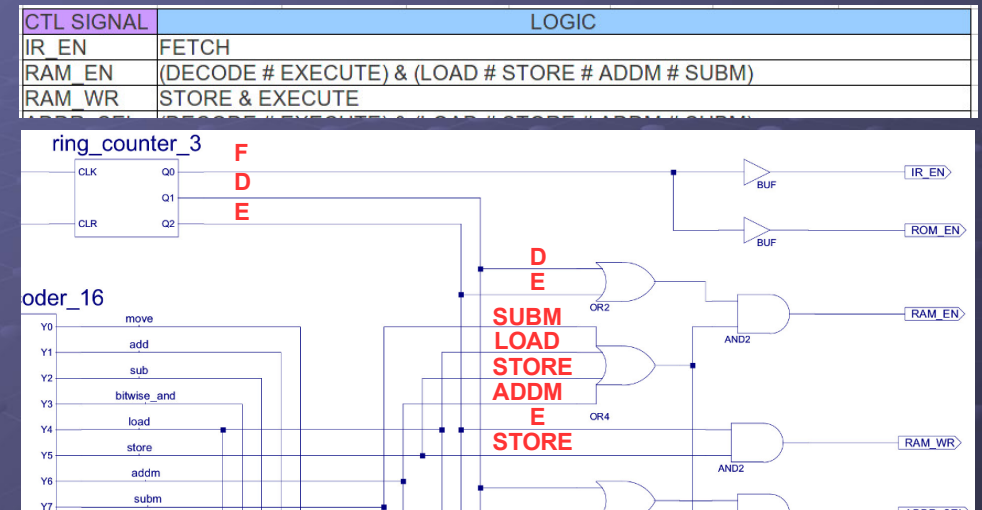 CTL SIGNAL LOGIC
IR_EN FETCH
RAM_EN (DECODE # EXECUTE) & (LOAD # STORE # ADDM # SUBM)
RAM_WR STORE & EXECUTE
ring_counter_3
F
CLK Q0 IR_EN
BUF
D
Q1
E
CLR Q2 ROM_EN
BUF
D
E
oder_16
OR2
SUBM RAM_EN
Y0 move
AND2
LOAD
Y1 add
STORE
Y2 sub
ADDM
Y3 bitwise_and
E OR4
Y4 load
STORE RAM_WR
Y5 store
AND2
Y6 addm
Y7 subm